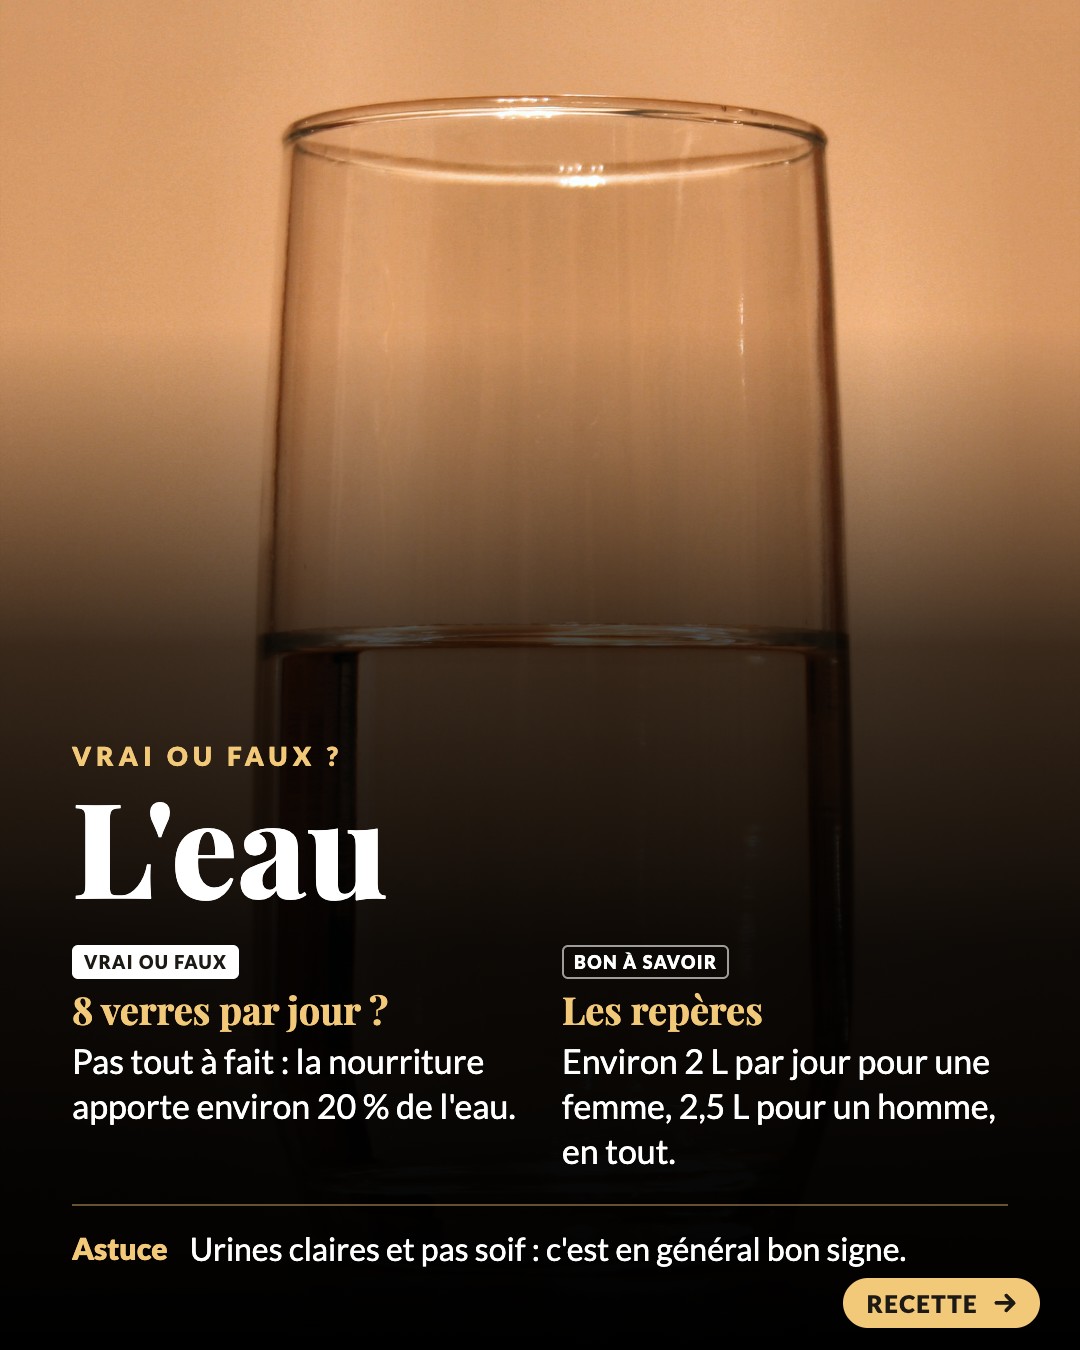 VRAI OU FAUX ?
L'eau
VRAI OU FAUX
8 verres par jour ?
Pas tout à fait : la nourriture
apporte environ 20 % de l'eau.
BON À SAVOIR
Les repères
Environ 2 L par jour pour une
femme, 2,5 L pour un homme,
en tout.
Astuce Urines claires et pas soif : c'est en général bon signe.
RECETTE →